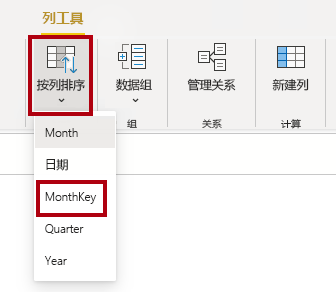 列工具
按列排序
数据组
管理关系
新建列
组
关系
计算
Month
日期
MonthKey
Quarter
Year